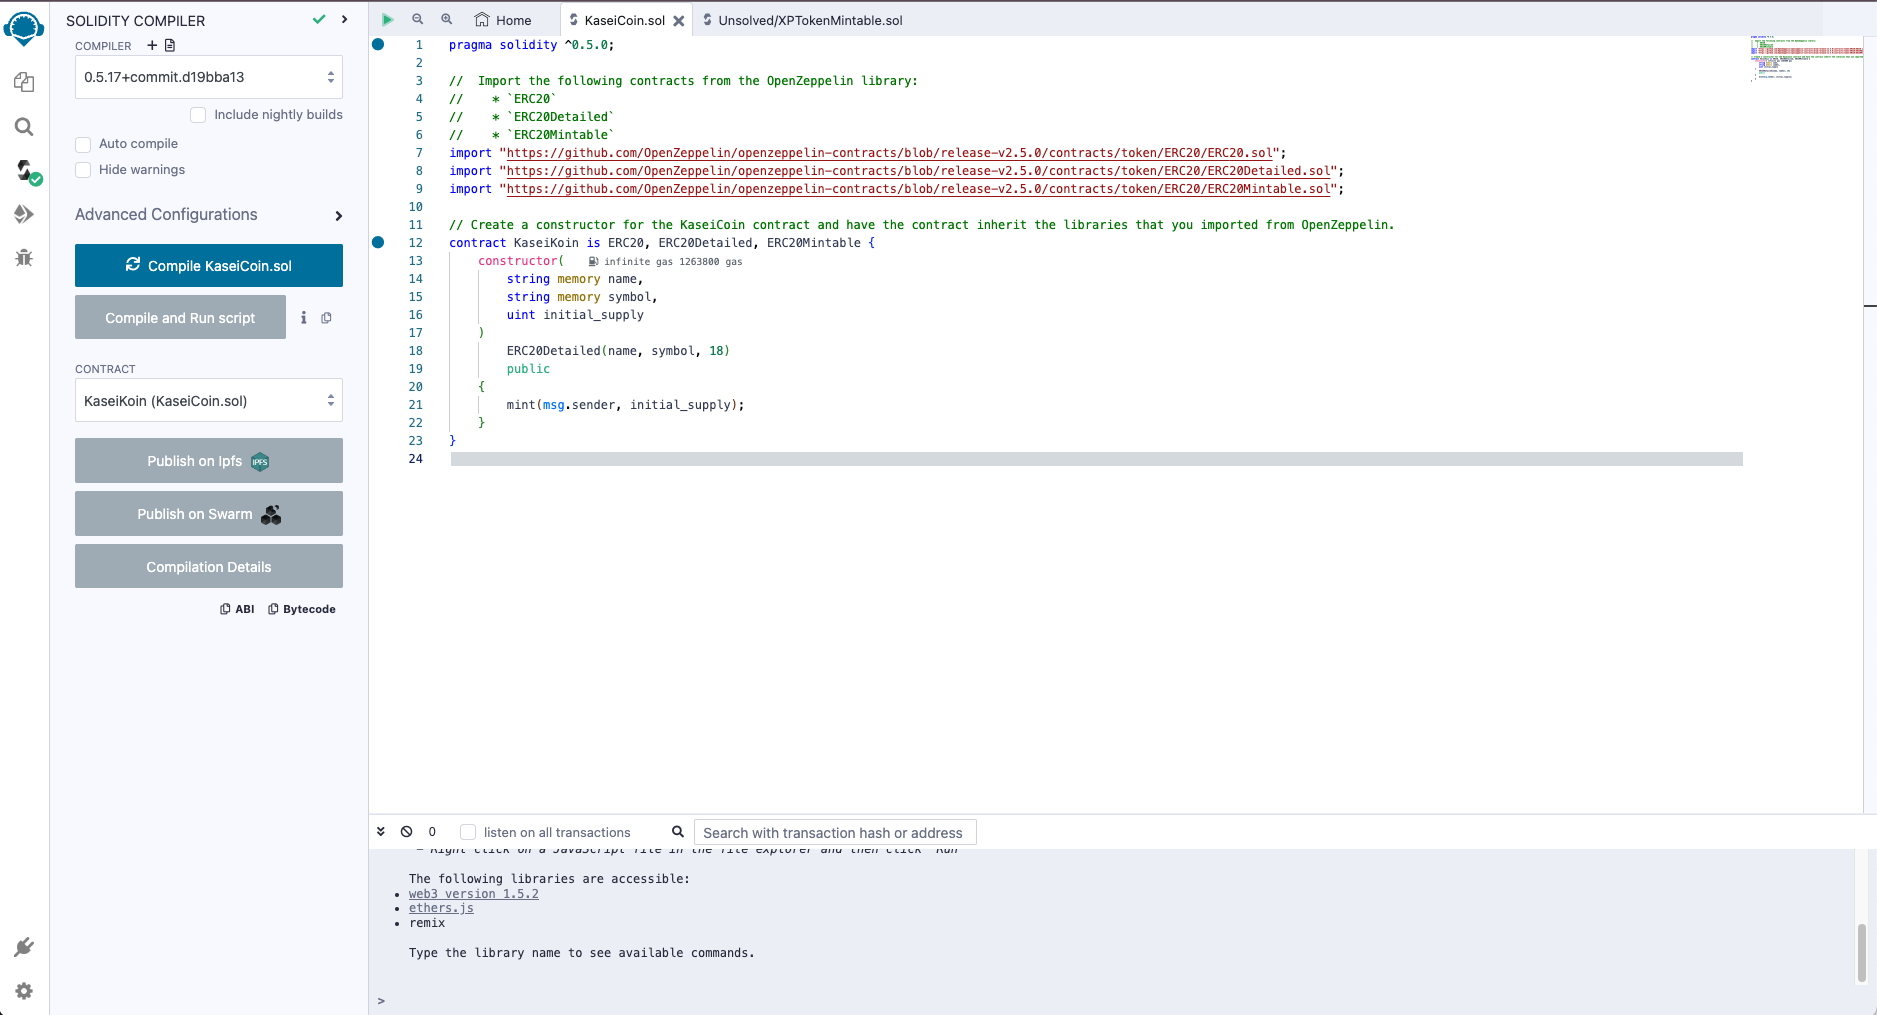 SOLIDITY COMPILER
COMPILER
0.5.17+commit.d19bba13
Include nightly builds
Auto compile
Hide warnings
Advanced Configurations
Compile KaseiCoin.sol
Compile and Run script
CONTRACT
KaseiKoin (KaseiCoin.sol)
Publish on Ipfs IPFS
Publish on Swarm
Compilation Details
ABI Bytecode
Home KaseiCoin.sol Unsolved/XPTokenMintable.sol
1 pragma solidity ^0.5.0;
2
3 //  Import the following contracts from the OpenZeppelin library:
4 //    * `ERC20`
5 //    * `ERC20Detailed`
6 //    * `ERC20Mintable`
7 import "https://github.com/OpenZeppelin/openzeppelin-contracts/blob/release-v2.5.0/contracts/token/ERC20/ERC20.sol";
8 import "https://github.com/OpenZeppelin/openzeppelin-contracts/blob/release-v2.5.0/contracts/token/ERC20/ERC20Detailed.sol";
9 import "https://github.com/OpenZeppelin/openzeppelin-contracts/blob/release-v2.5.0/contracts/token/ERC20/ERC20Mintable.sol";
10
11 // Create a constructor for the KaseiCoin contract and have the contract inherit the libraries that you imported from OpenZeppelin.
12 contract KaseiKoin is ERC20, ERC20Detailed, ERC20Mintable {
13     constructor( infinite gas 1263800 gas
14         string memory name,
15         string memory symbol,
16         uint initial_supply
17     )
18         ERC20Detailed(name, symbol, 18)
19         public
20     {
21         mint(msg.sender, initial_supply);
22     }
23 }
24
0 listen on all transactions Search with transaction hash or address
- Right click on a JavaScript file in the file explorer and then click `Run`
The following libraries are accessible:
• web3 version 1.5.2
• ethers.js
• remix
Type the library name to see available commands.
>